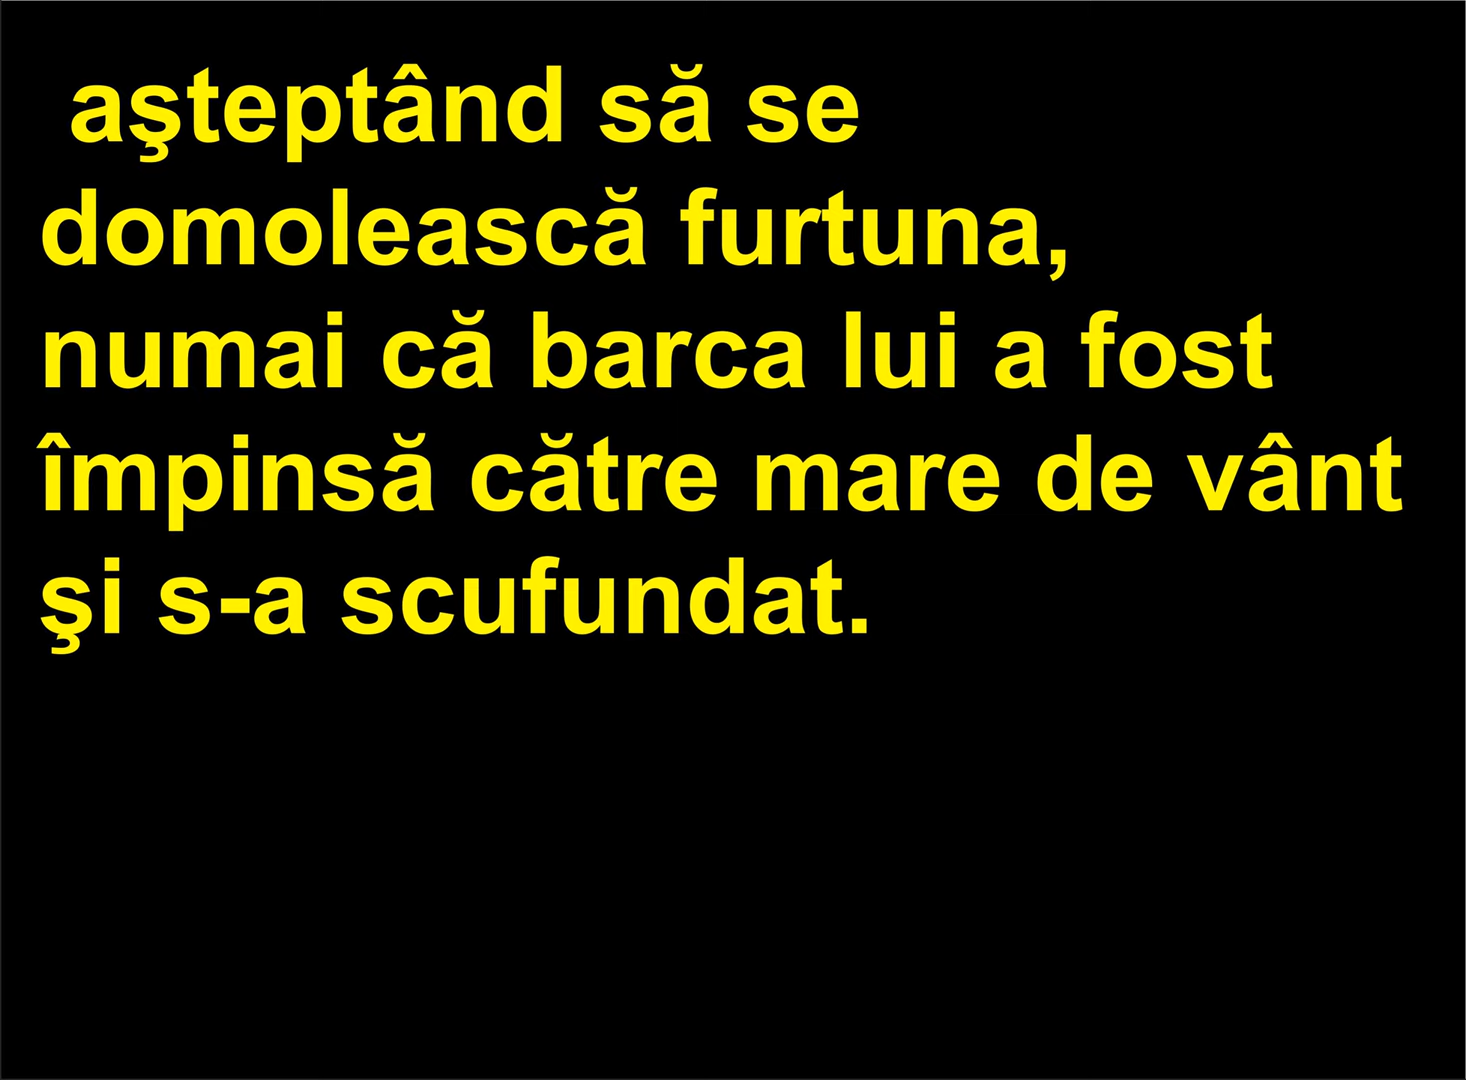 aşteptând să se
domolească furtuna,
numai că barca lui a fost
împinsă către mare de vânt
şi s-a scufundat.